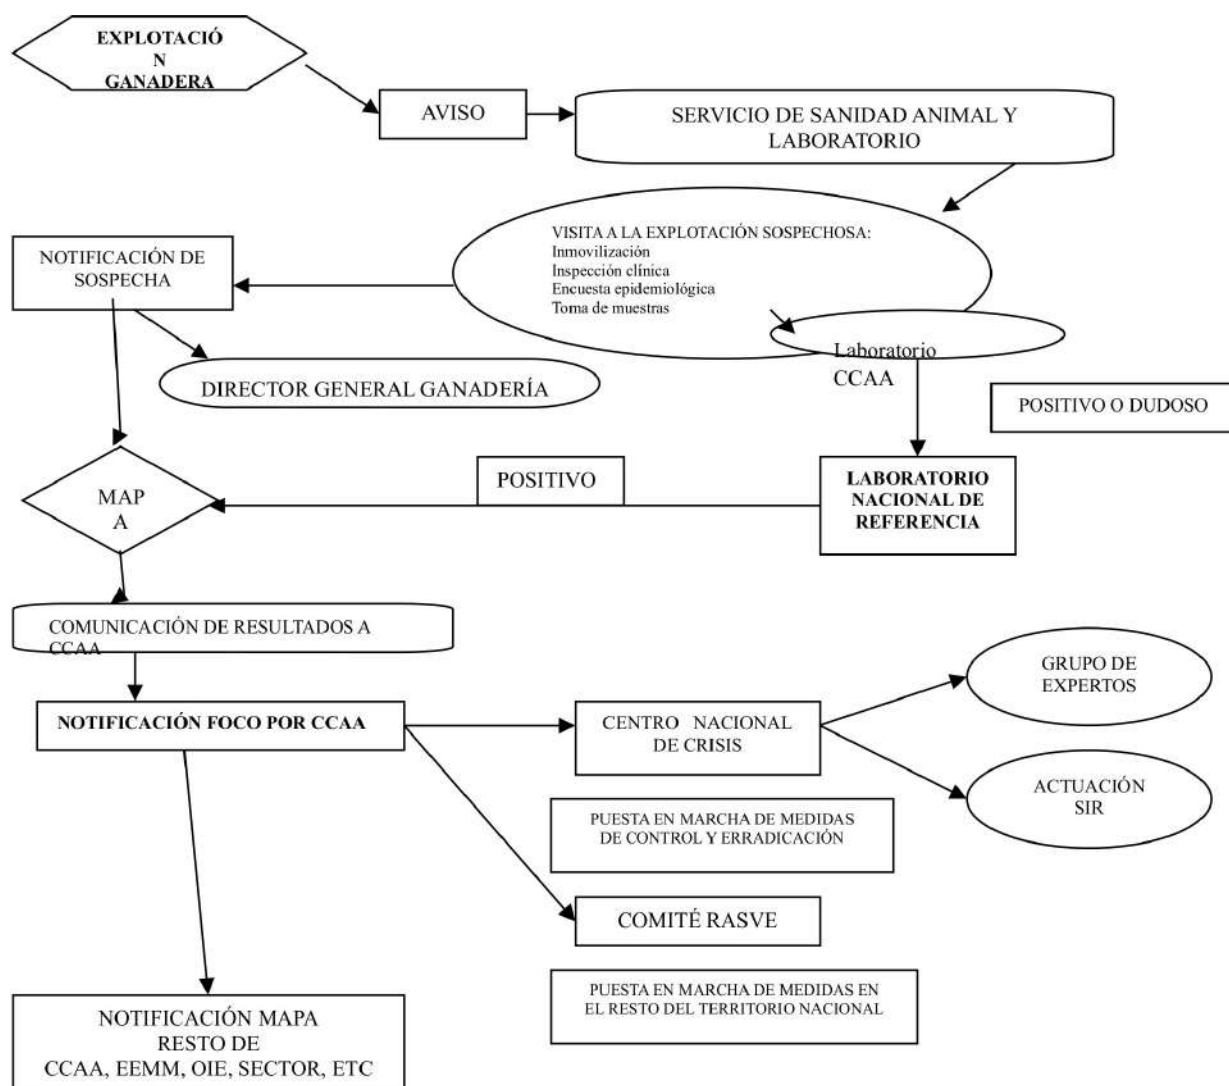 EXPLOTACIÓ
N
GANADERA
AVISO
SERVICIO DE SANIDAD ANIMAL Y
LABORATORIO
VISITA A LA EXPLOTACIÓN SOSPECHOSA:
Inmovilización
Inspección clínica
Encuesta epidemiológica
Toma de muestras
NOTIFICACIÓN DE
SOSPECHA
Laboratorio
CCAA
DIRECTOR GENERAL GANADERÍA
POSITIVO O DUDOSO
MAP
A
POSITIVO
LABORATORIO
NACIONAL DE
REFERENCIA
COMUNICACIÓN DE RESULTADOS A
CCAA
NOTIFICACIÓN FOCO POR CCAA
CENTRO NACIONAL
DE CRISIS
GRUPO DE
EXPERTOS
ACTUACIÓN
SIR
PUESTA EN MARCHA DE MEDIDAS
DE CONTROL Y ERRADICACIÓN
COMITÉ RASVE
PUESTA EN MARCHA DE MEDIDAS EN
EL RESTO DEL TERRITORIO NACIONAL
NOTIFICACIÓN MAPA
RESTO DE
CCAA, EEMM, OIE, SECTOR, ETC